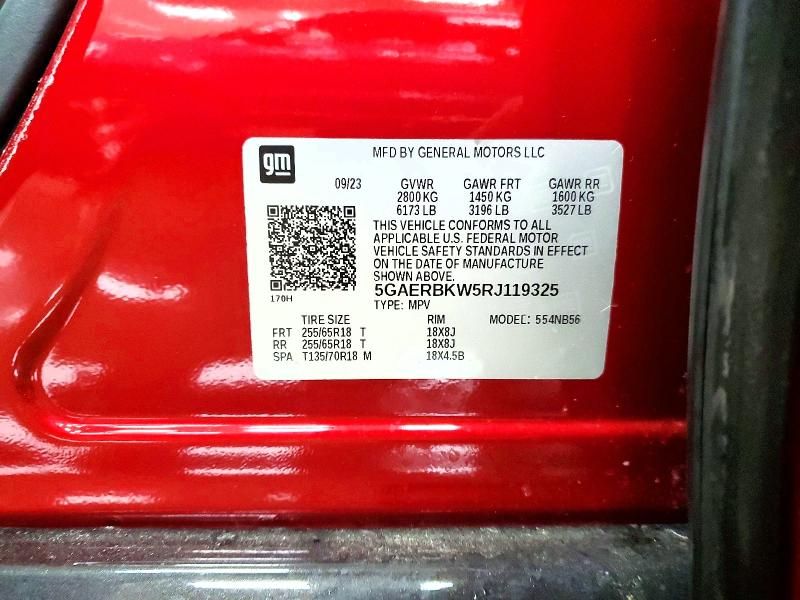 gm
MFD BY GENERAL MOTORS LLC
09/23 GVWR GAWR FRT GAWR RR
2800 KG 1450 KG 1600 KG
6173 LB 3196 LB 3527 LB
THIS VEHICLE CONFORMS TO ALL
APPLICABLE U.S. FEDERAL MOTOR
VEHICLE SAFETY STANDARDS IN EFFECT
ON THE DATE OF MANUFACTURE
SHOWN ABOVE.
170H
5GAERBKW5RJ119325
TYPE: MPV
TIRE SIZE RIM MODEL: 554NB56
FRT 255/65R18 T 18X8J
RR 255/65R18 T 18X8J
SPA T135/70R18 M 18X4.5B